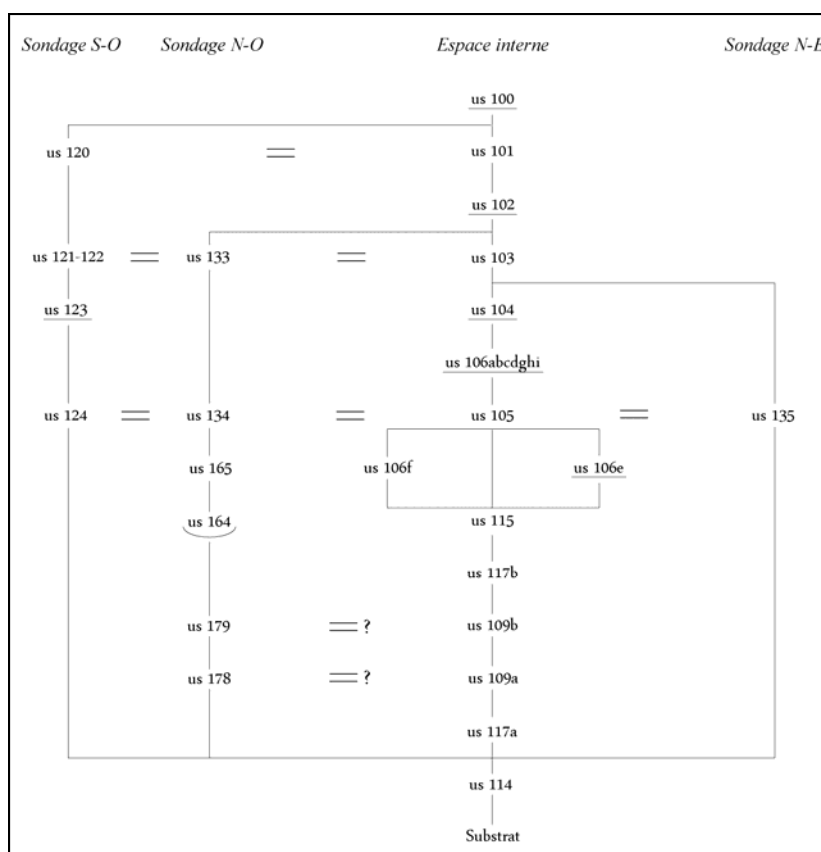 Sondage S-O Sondage N-O Espace interne Sondage N-E
us 100
us 120 = us 101
us 102
us 121-122 = us 133 = us 103
us 123 us 104
us 106abcdghi
us 124 = us 134 = us 105 = us 135
us 165 us 106f us 106e
us 164 us 115
us 117b
us 179 = ? us 109b
us 178 = ? us 109a
us 117a
us 114
Substrat